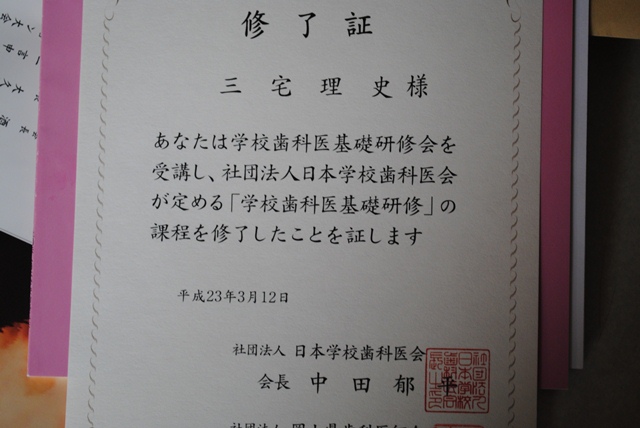 修了証
三宅理史様
あなたは学校歯科医基礎研修会を
受講し、社団法人日本学校歯科医会
が定める「学校歯科医基礎研修」の
課程を修了したことを証します
平成23年3月12日
社団法人 日本学校歯科医会
会長 中田郁平